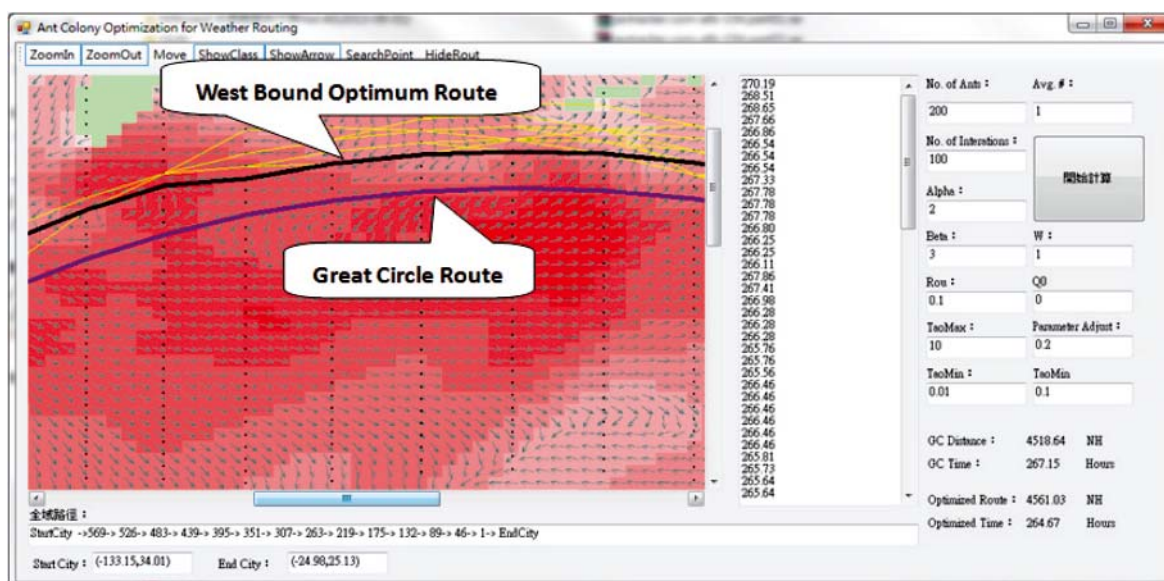 Ant Colony Optimization for Weather Routing
ZoomIn ZoomOut Move ShowClass ShowArrow SearchPoint HideRout
West Bound Optimum Route
Great Circle Route
270.19
268.51
268.65
267.66
266.86
266.54
266.54
266.54
267.33
267.78
267.78
267.78
266.80
266.25
266.25
266.11
267.86
267.41
266.98
266.28
266.28
266.28
265.76
265.76
265.56
266.46
266.46
266.46
266.46
266.46
265.81
265.73
265.64
265.64
No. of Ants : Avg. # :
200 1
No. of Interations :
100
開始計算
Alpha :
2
Beta : W :
3 1
Rou : Q0
0.1 0
TaoMax : Parameter Adjust :
10 0.2
TaoMin : TaoMin
0.01 0.1
GC Distance : 4518.64 NH
GC Time : 267.15 Hours
Optimized Route : 4561.03 NH
Optimized Time : 264.67 Hours
全域路徑 :
StartCity ->569-> 526-> 483-> 439-> 395-> 351-> 307-> 263-> 219-> 175-> 132-> 89-> 46-> 1-> EndCity
Start City : (-133.15,34.01) End City : (-24.98,25.13)